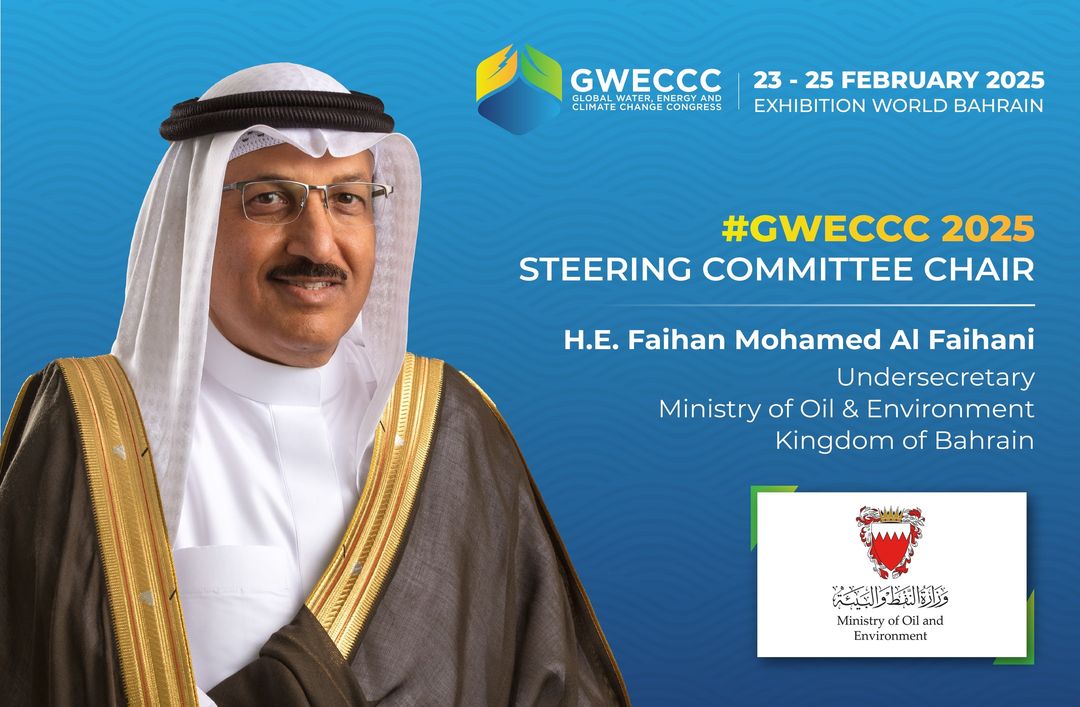 GWECCC
GLOBAL WATER, ENERGY AND
CLIMATE CHANGE CONGRESS
23 - 25 FEBRUARY 2025
EXHIBITION WORLD BAHRAIN
#GWECCC 2025
STEERING COMMITTEE CHAIR
H.E. Faihan Mohamed Al Faihani
Undersecretary
Ministry of Oil & Environment
Kingdom of Bahrain
وزارة النفط والبيئة
Ministry of Oil and
Environment